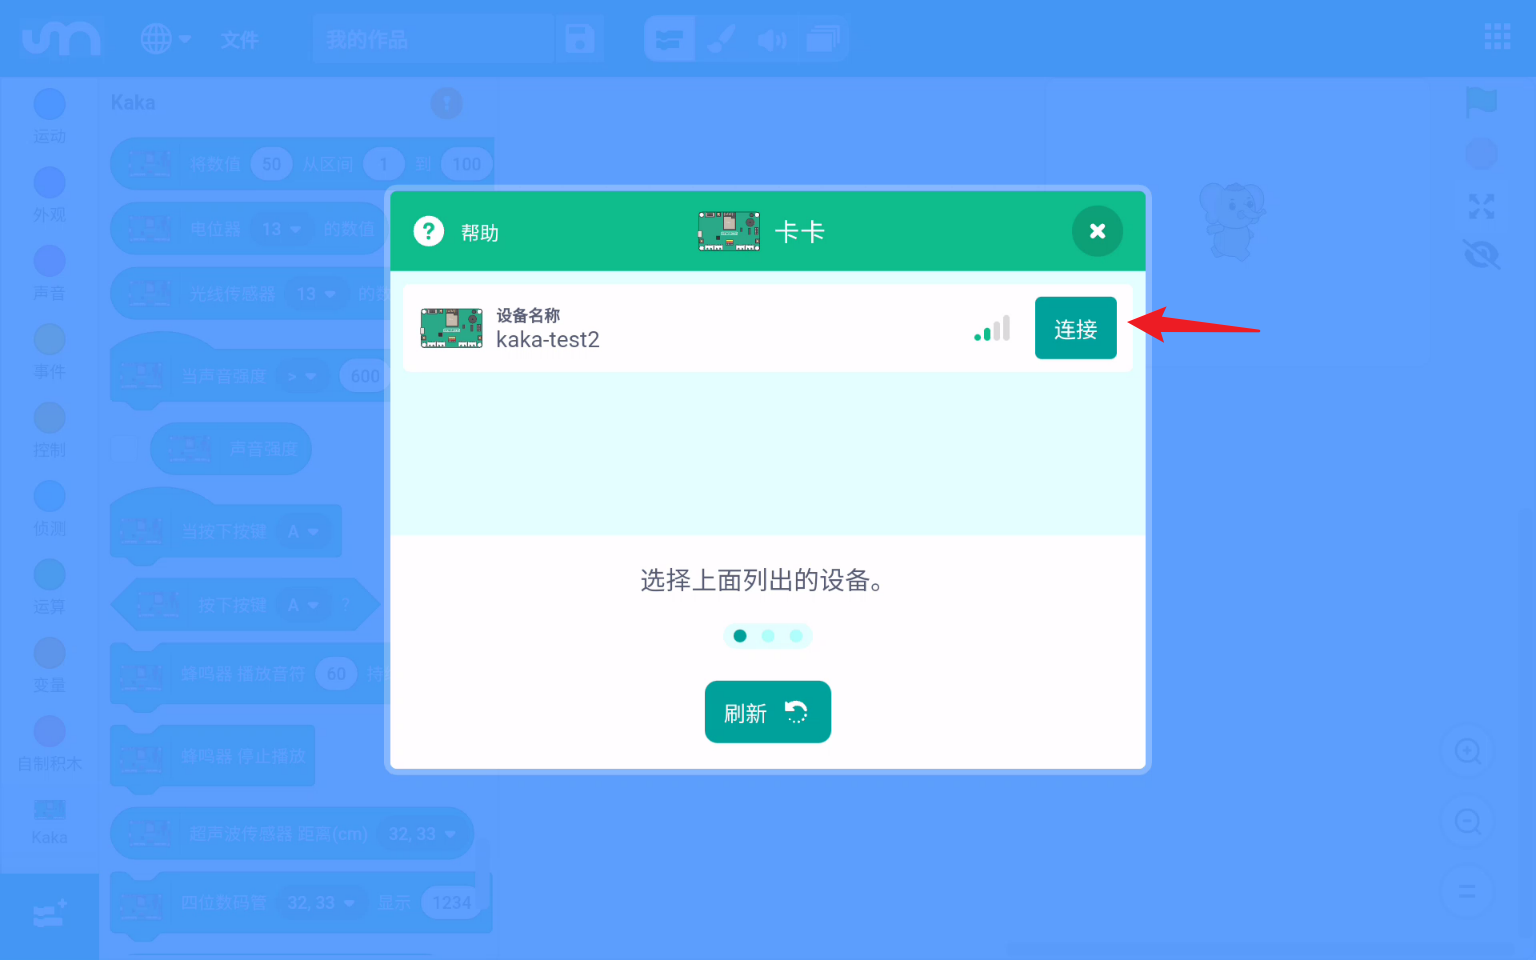 um
文件
我的作品
Kaka
运动
外观
声音
事件
控制
侦测
运算
变量
自制积木
Kaka
将数值 50 从区间 1 到 100
电位器 13 的数值
光线传感器 13 的数
当声音强度 > 600
声音强度
当按下按键 A
按下按键 A ?
蜂鸣器 播放音符 60 持
蜂鸣器 停止播放
超声波传感器 距离(cm) 32, 33
四位数码管 32, 33 显示 1234
帮助
卡卡
设备名称
kaka-test2
连接
选择上面列出的设备。
刷新